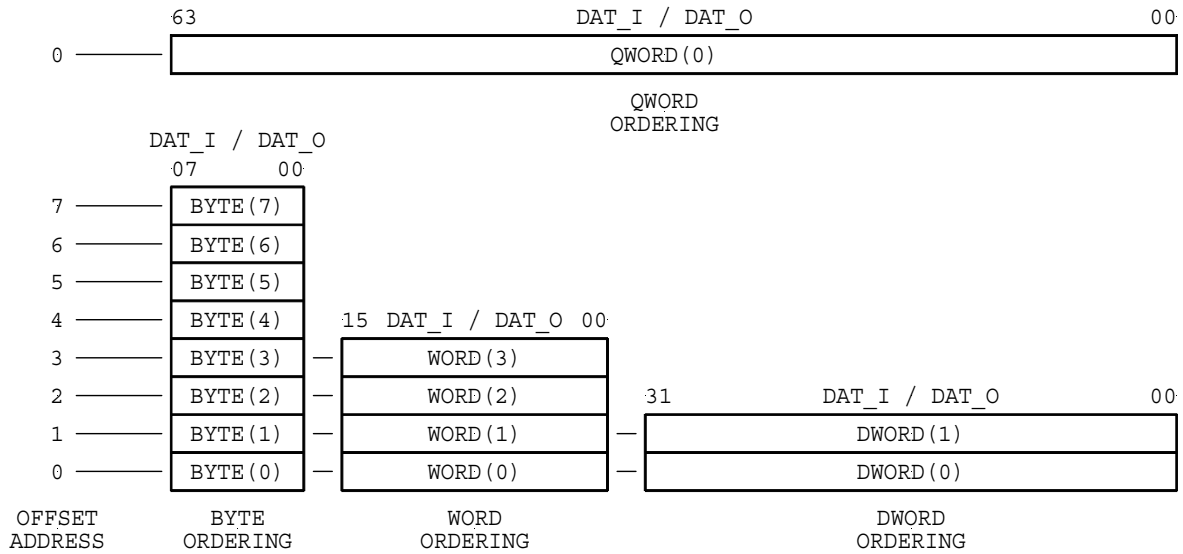 63 DAT_I / DAT_O 00
0 QWORD(0)
QWORD
ORDERING
DAT_I / DAT_O
07 00
7 BYTE(7)
6 BYTE(6)
5 BYTE(5)
4 BYTE(4) 15 DAT_I / DAT_O 00
3 BYTE(3) WORD(3)
2 BYTE(2) WORD(2) 31 DAT_I / DAT_O 00
1 BYTE(1) WORD(1) DWORD(1)
0 BYTE(0) WORD(0) DWORD(0)
OFFSET BYTE WORD DWORD
ADDRESS ORDERING ORDERING ORDERING